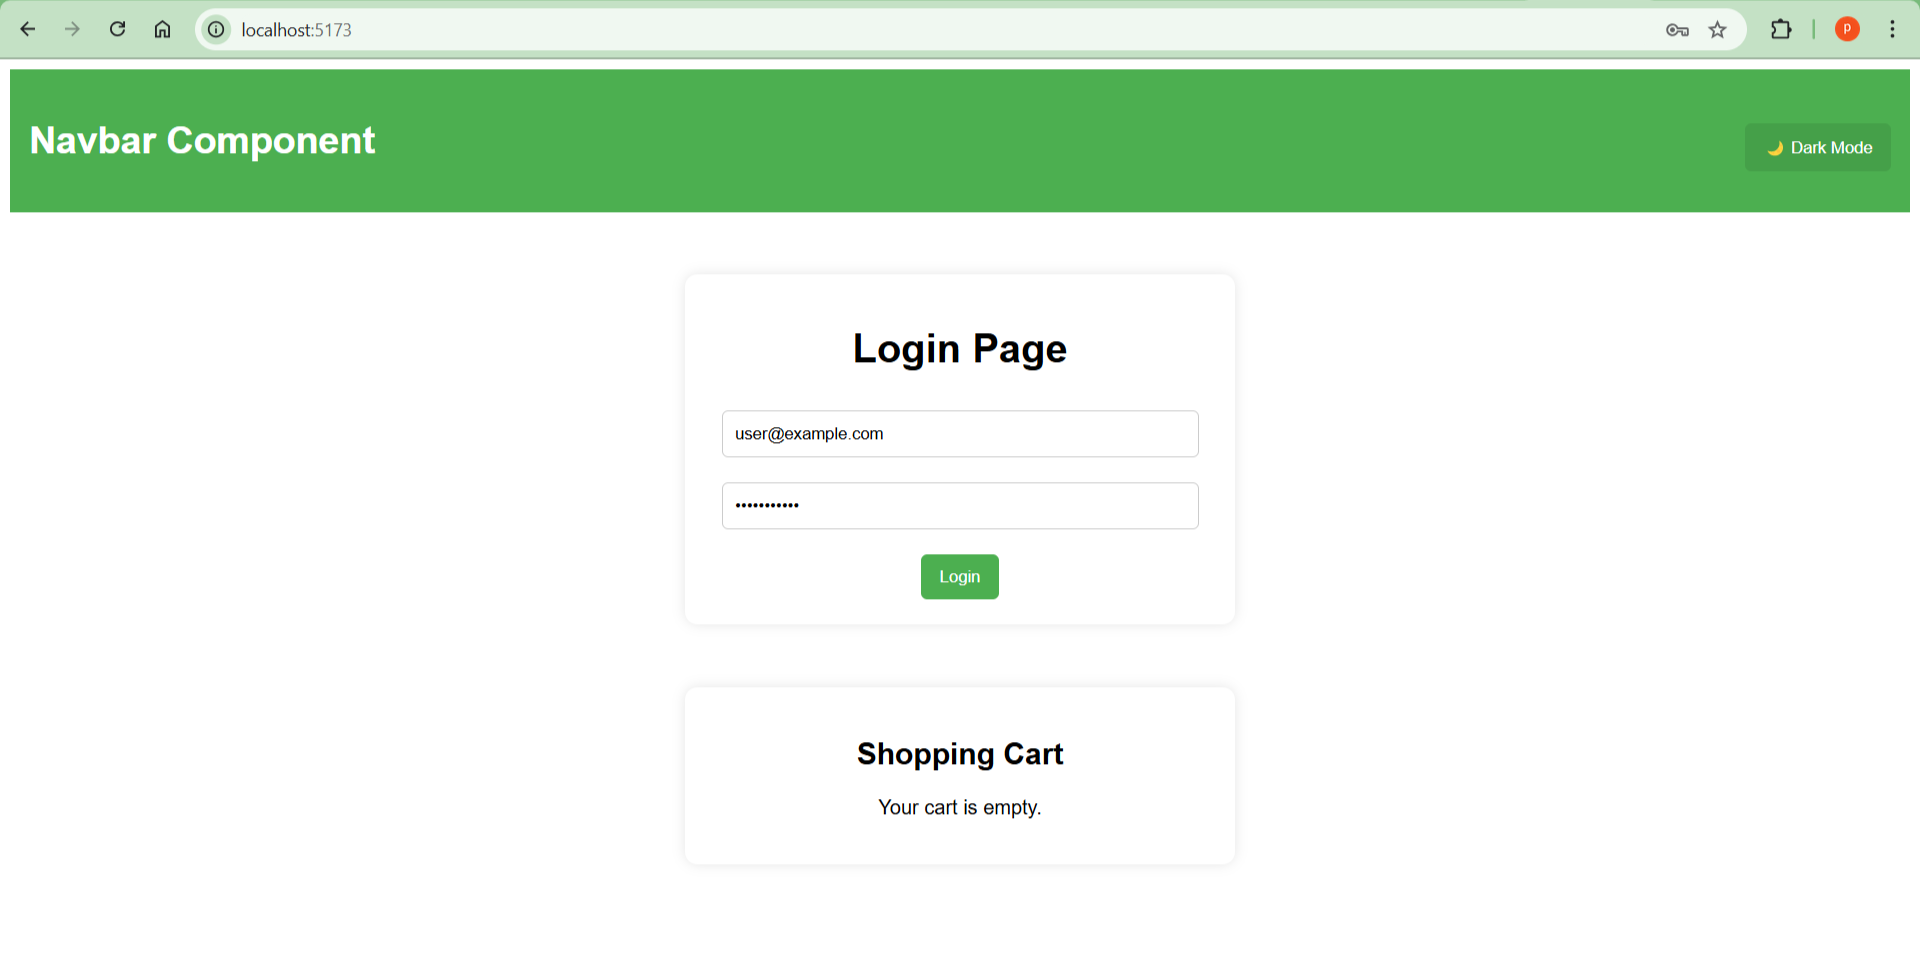 localhost:5173
P
Navbar Component
🌙 Dark Mode
Login Page
user@example.com
•••••••••••
Login
Shopping Cart
Your cart is empty.